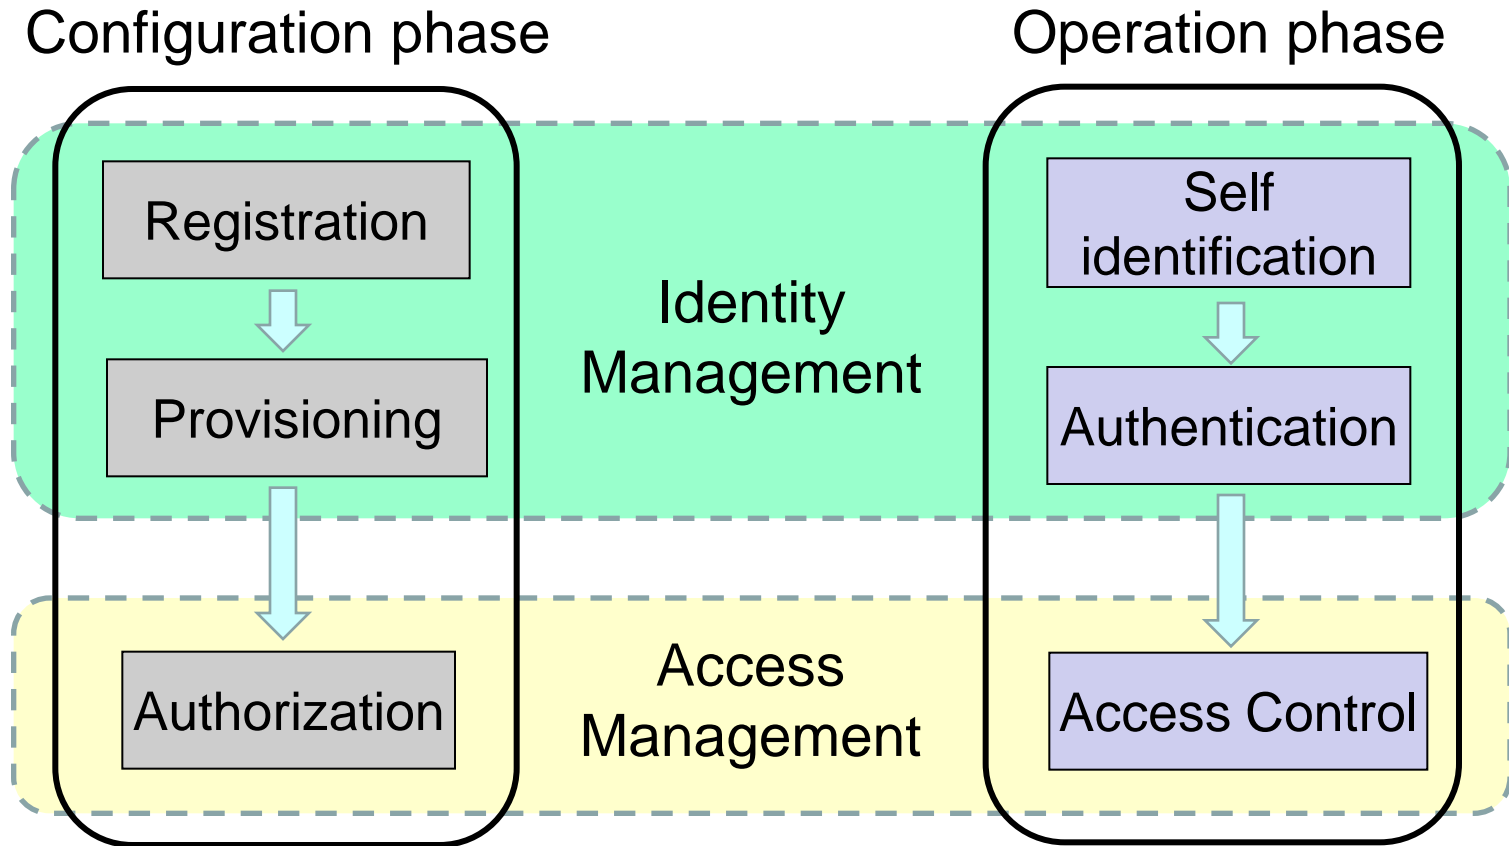 Configuration phase
Operation phase
Registration
Provisioning
Authorization
Identity
Management
Access
Management
Self
identification
Authentication
Access Control